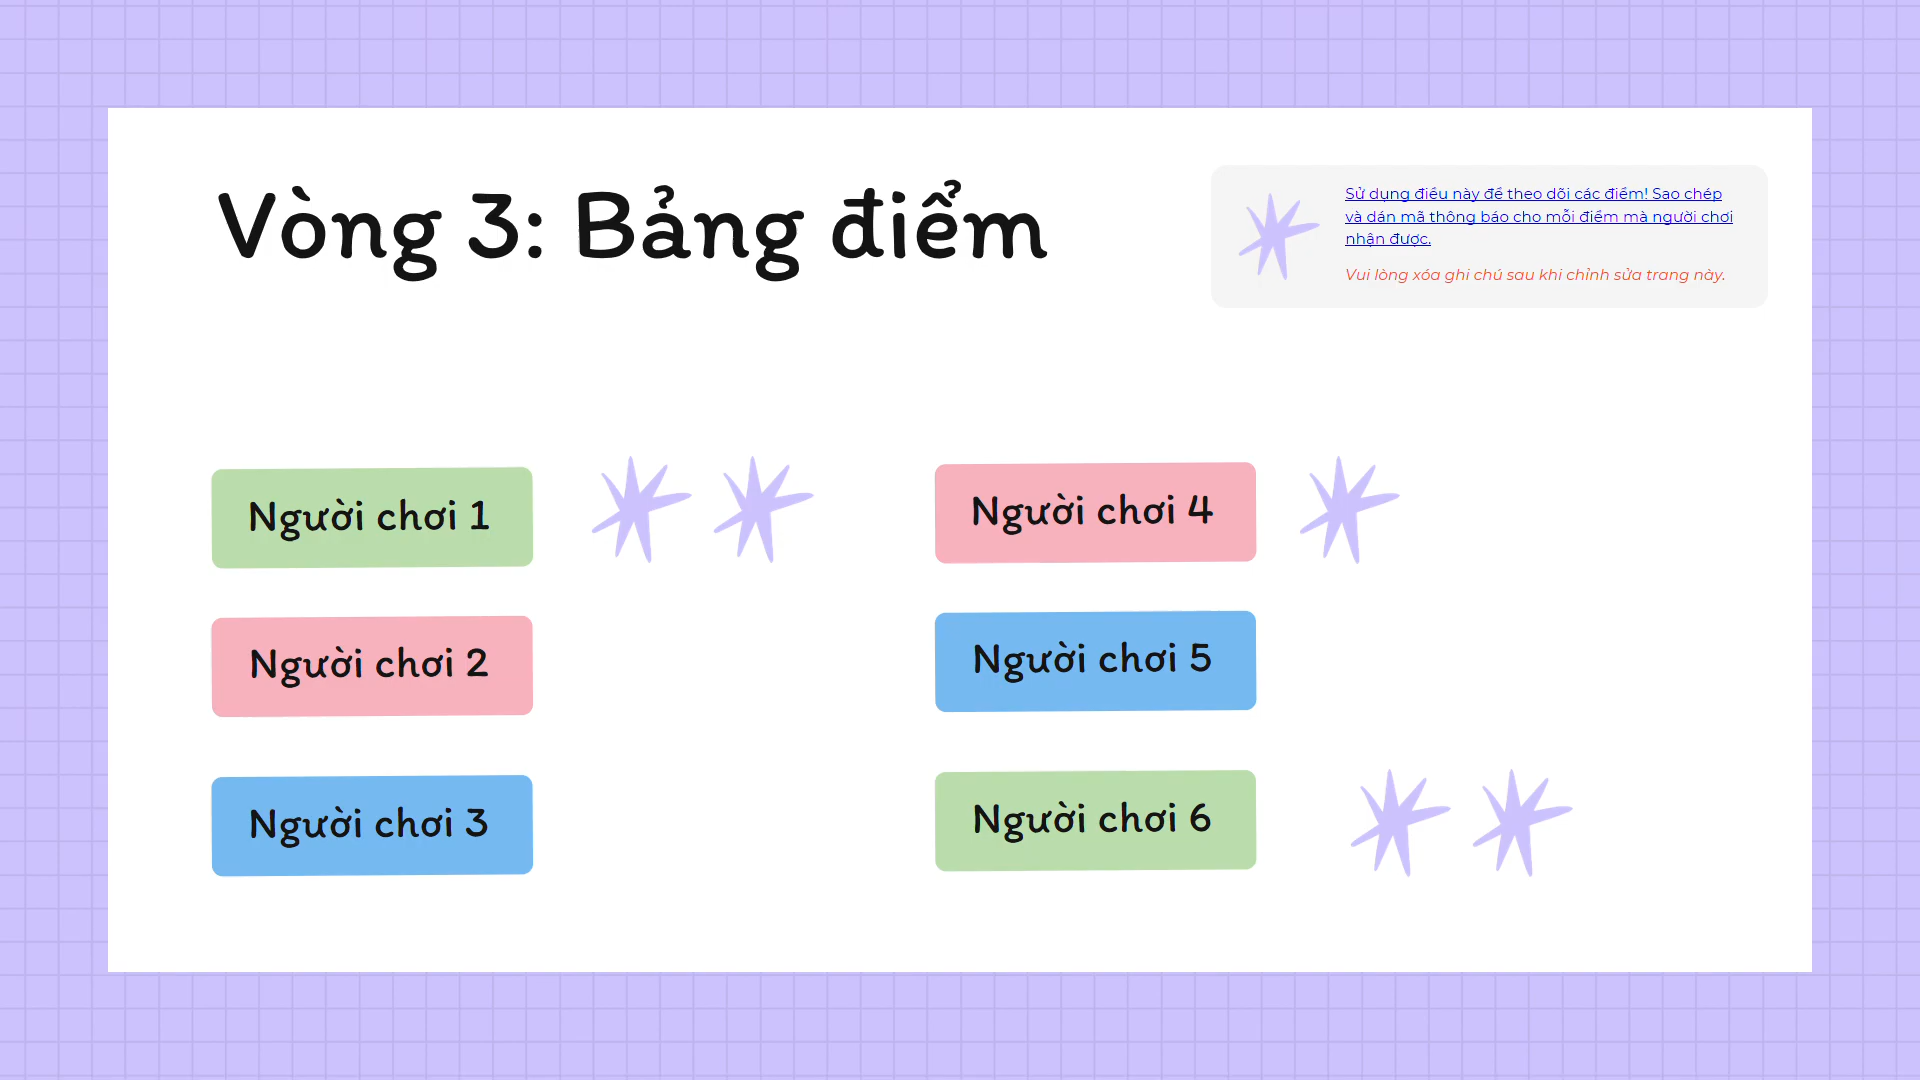 Vòng 3: Bảng điểm
Sử dụng điều này để theo dõi các điểm! Sao chép
và dán mã thông báo cho mỗi điểm mà người chơi
nhận được.
Vui lòng xóa ghi chú sau khi chỉnh sửa trang này.
Người chơi 1
Người chơi 2
Người chơi 3
Người chơi 4
Người chơi 5
Người chơi 6